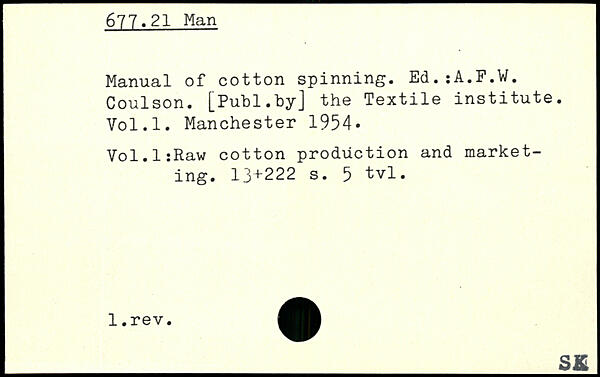 677.21 Man
Manual of cotton spinning. Ed.:A.F.W.
Coulson. [Publ.by] the Textile institute.
Vol.1. Manchester 1954.
Vol.1:Raw cotton production and market-
ing. 13+222 s. 5 tvl.
1.rev.
SK